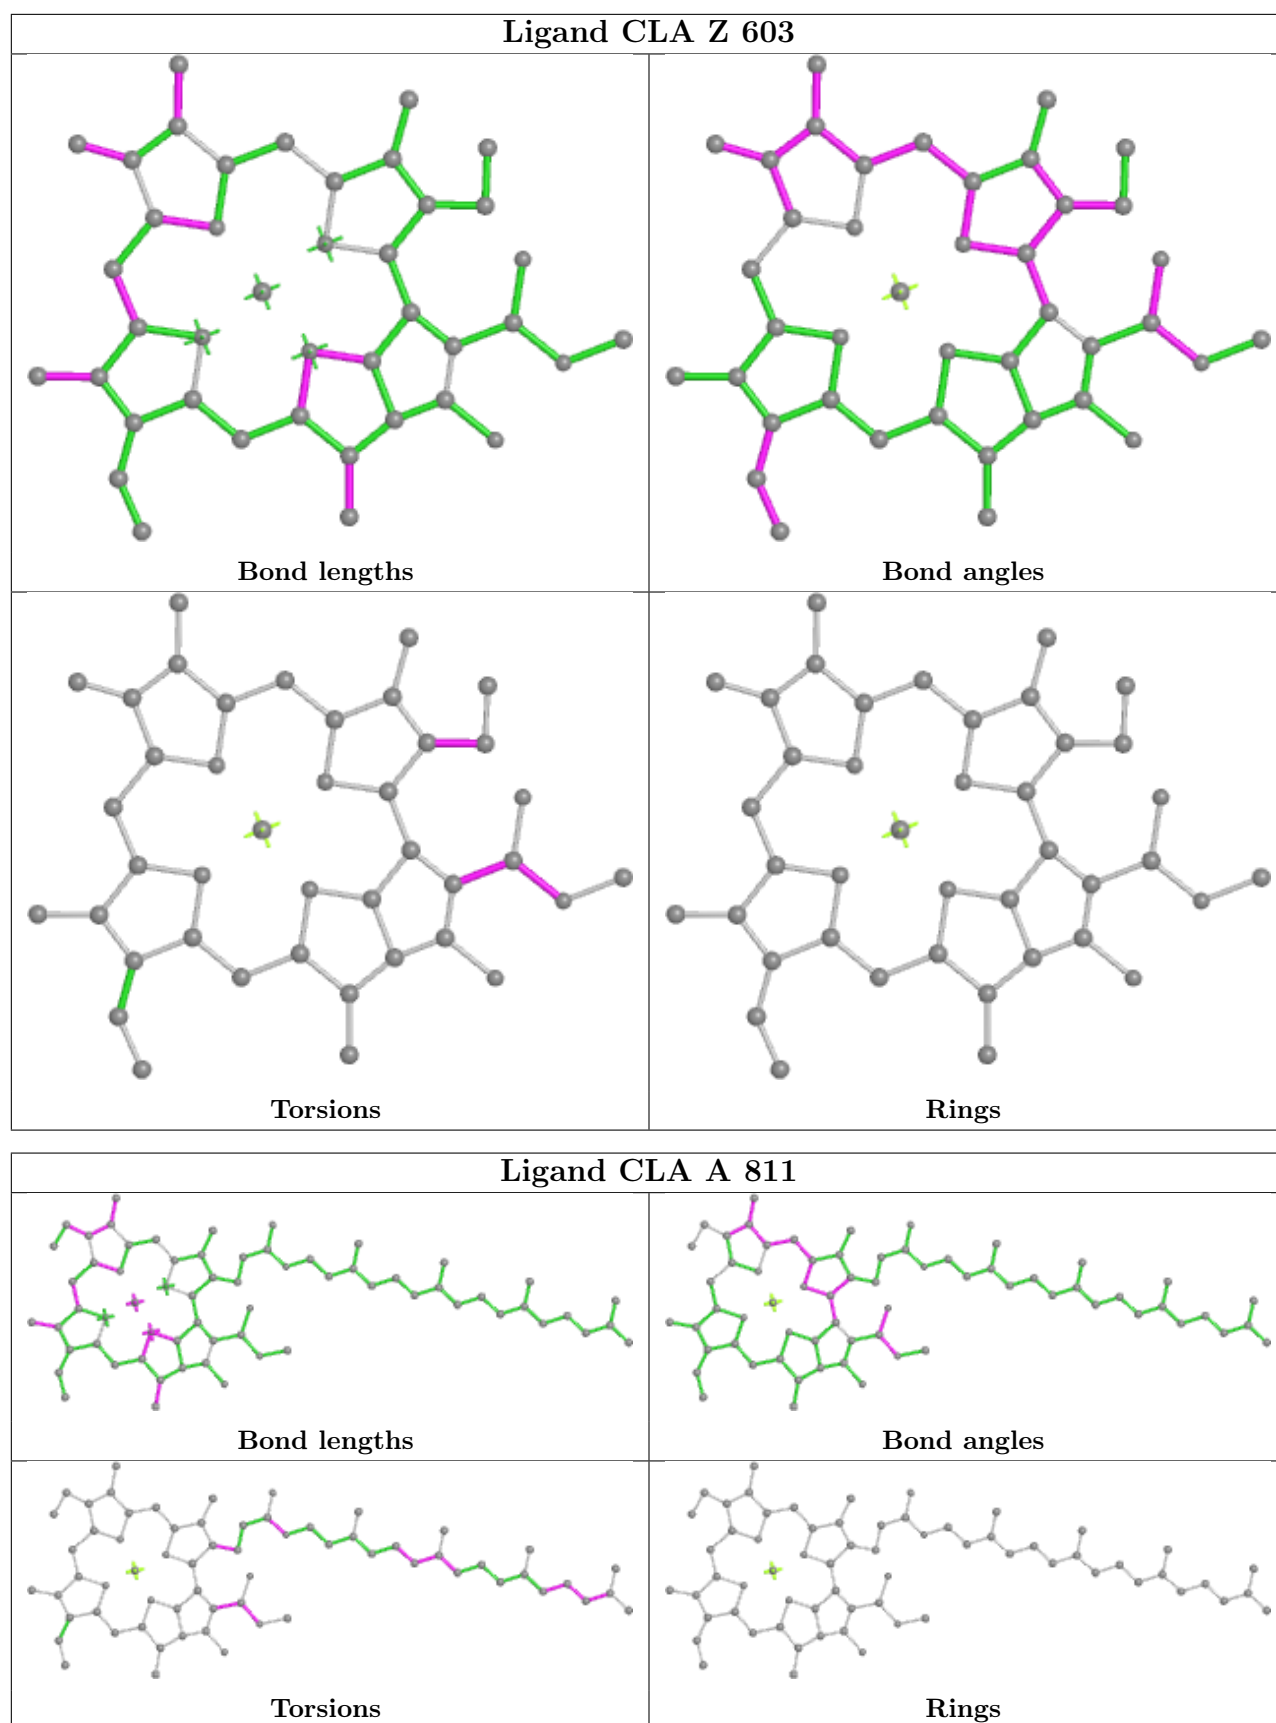 Ligand CLA Z 603
Bond lengths
Bond angles
Torsions
Rings
Ligand CLA A 811
Bond lengths
Bond angles
Torsions
Rings